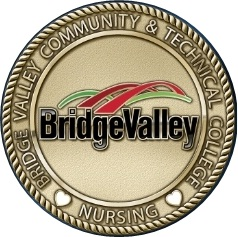 BRIDGE VALLEY COMMUNITY & TECHNICAL COLLEGE
BridgeValley
NURSING